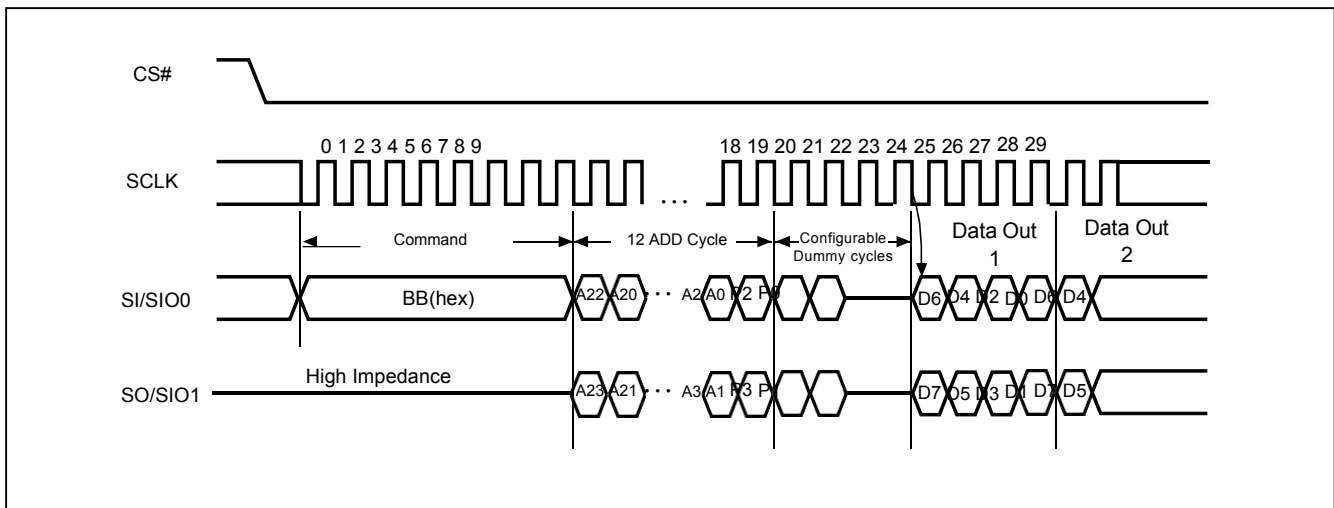 CS#
0 1 2 3 4 5 6 7 8 9 18 19 20 21 22 23 24 25 26 27 28 29
SCLK
...
Command 12 ADD Cycle Configurable Dummy cycles Data Out 1 Data Out 2
SI/SIO0 BB(hex) A22 A20 ... A2 A0 P2 P0 D6 D4 D2 D0 D6 D4
High Impedance
SO/SIO1 A23 A21 ... A3 A1 P3 D7 D5 D3 D1 D7 D5